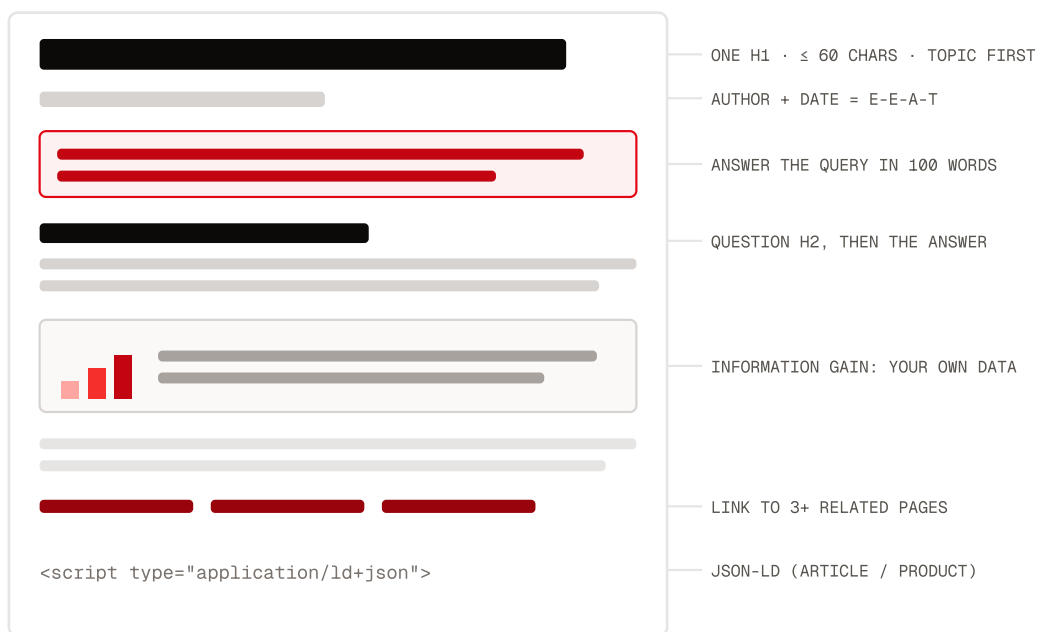 ONE H1 · ≤ 60 CHARS · TOPIC FIRST
AUTHOR + DATE = E-E-A-T
ANSWER THE QUERY IN 100 WORDS
QUESTION H2, THEN THE ANSWER
INFORMATION GAIN: YOUR OWN DATA
LINK TO 3+ RELATED PAGES
<script type="application/ld+json">
JSON-LD (ARTICLE / PRODUCT)